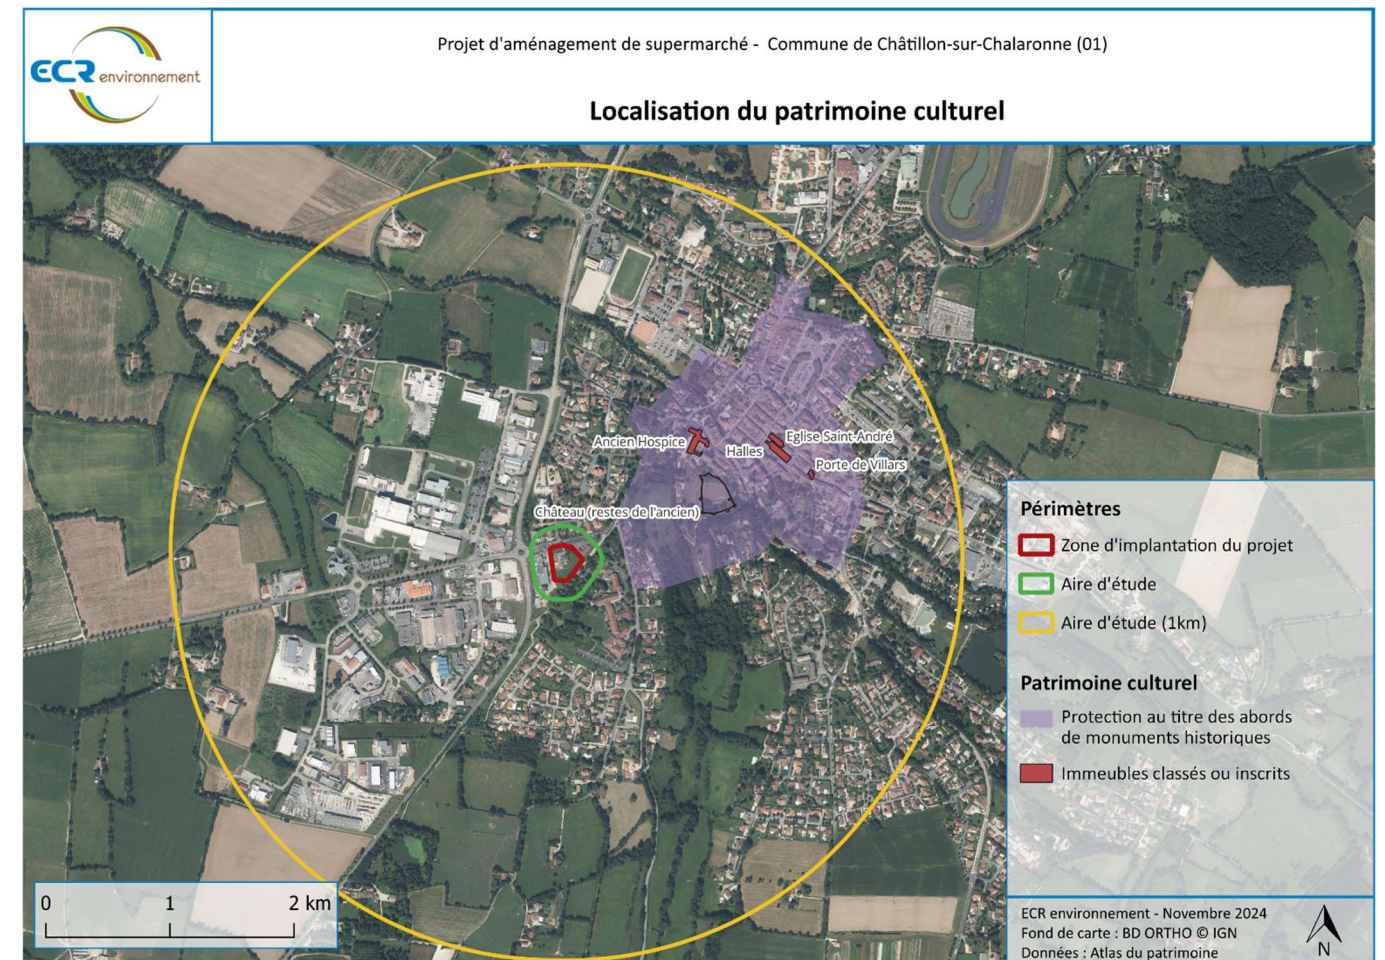 ECR environnement
Projet d'aménagement de supermarché - Commune de Châtillon-sur-Chalaronne (01)
Localisation du patrimoine culturel
Ancien Hospice
Halles
Eglise Saint-André
Porte de Villars
Château (restes de l'ancien)
Périmètres
Zone d'implantation du projet
Aire d'étude
Aire d'étude (1km)
Patrimoine culturel
Protection au titre des abords
de monuments historiques
Immeubles classés ou inscrits
0 1 2 km
ECR environnement - Novembre 2024
Fond de carte : BD ORTHO © IGN
Données : Atlas du patrimoine
N